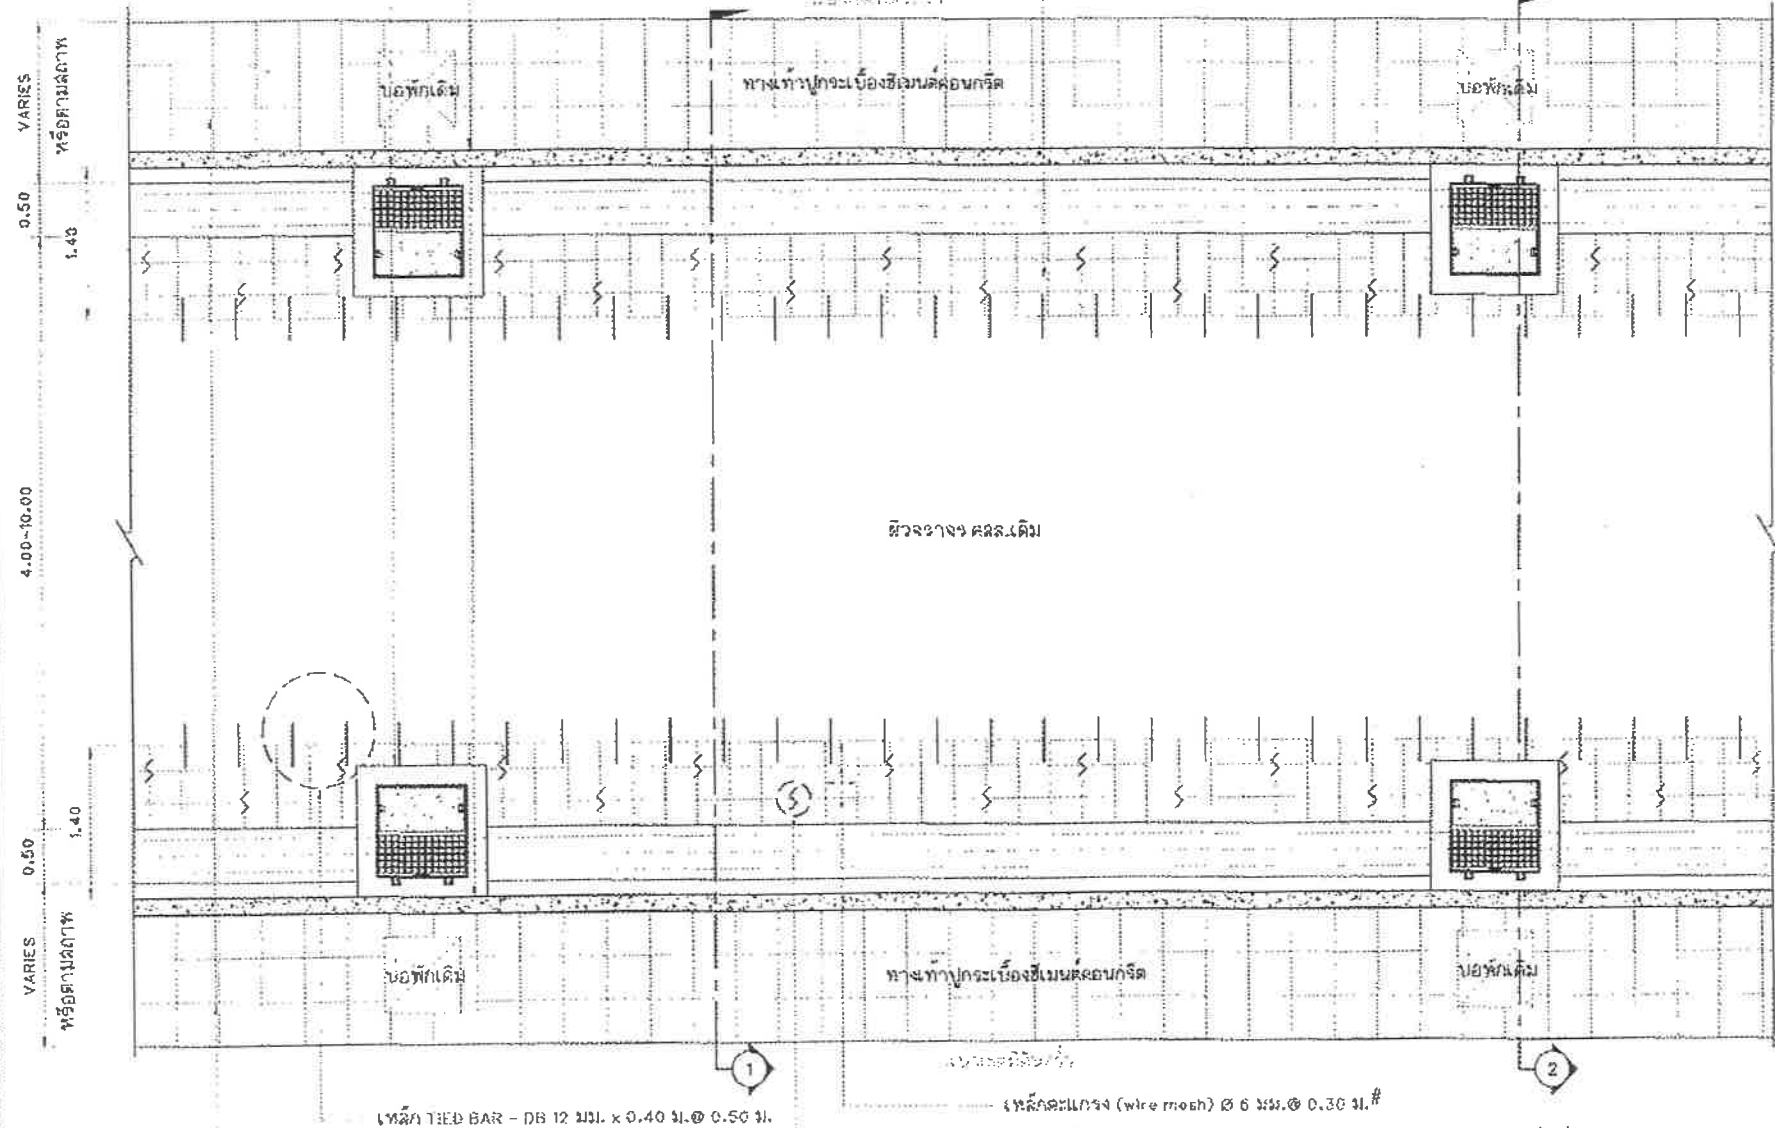 บ่อพักเดิม
ทางเท้าปูกระเบื้องซีเมนต์คอนกรีต
บ่อพักเดิม
VARIES
หรือตามสภาพ
0.50
1.40
4.00-10.00
ผิวจราจร คสล.เดิม
0.50
1.40
VARIES
หรือตามสภาพ
บ่อพักเดิม
ทางเท้าปูกระเบื้องซีเมนต์คอนกรีต
บ่อพักเดิม
1
2
เหล็ก TIED BAR - DB 12 มม. x 0.40 ม.@ 0.50 ม.
เหล็กตะแกรง (wire mesh) Ø 6 มม.@ 0.30 ม.#